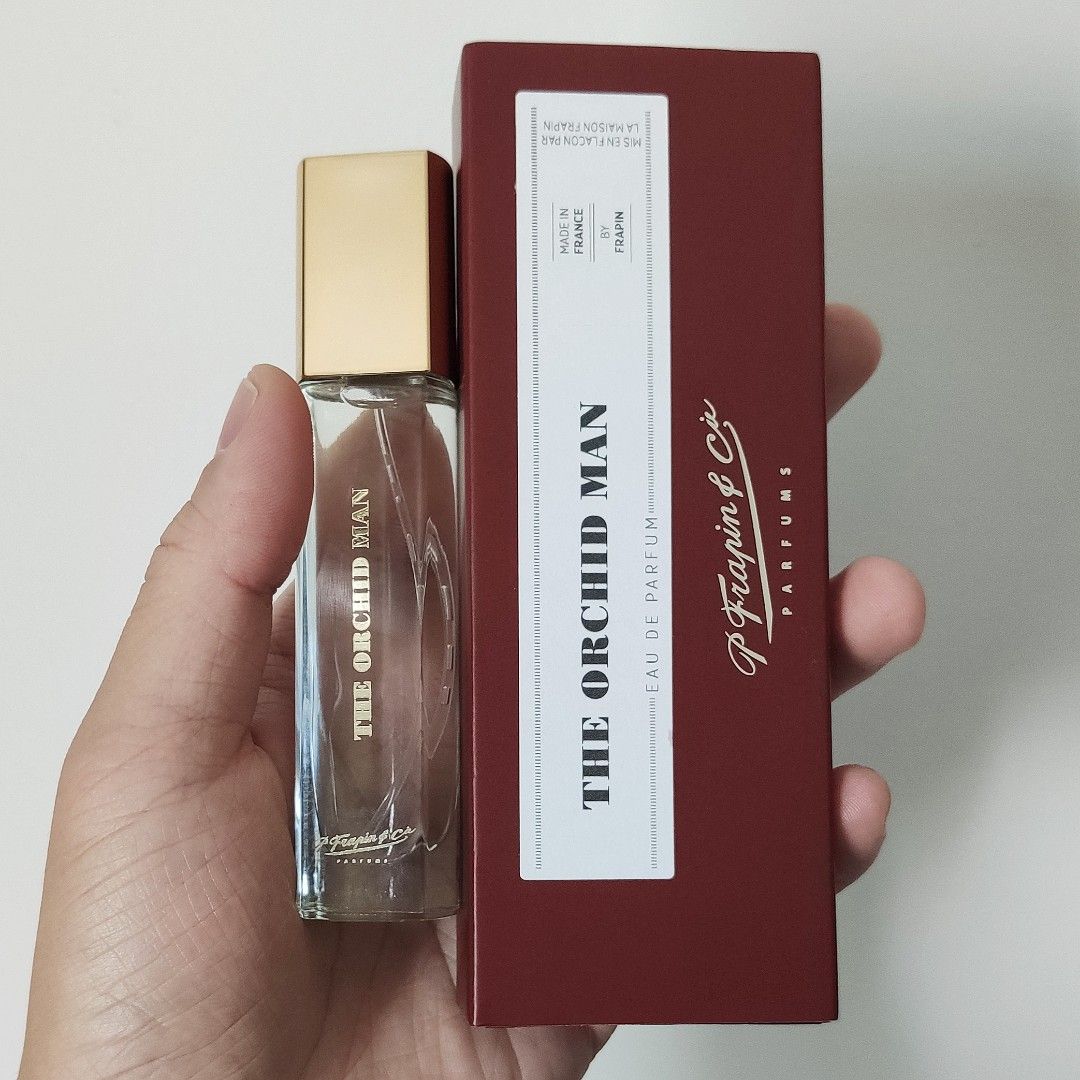 THE ORCHID MAN
P Frapin & Cie
PARFUMS
MIS EN FLACON PAR
LA MAISON FRAPIN
MADE IN
FRANCE
BY
FRAPIN
THE ORCHID MAN
EAU DE PARFUM
P Frapin & Cie
PARFUMS